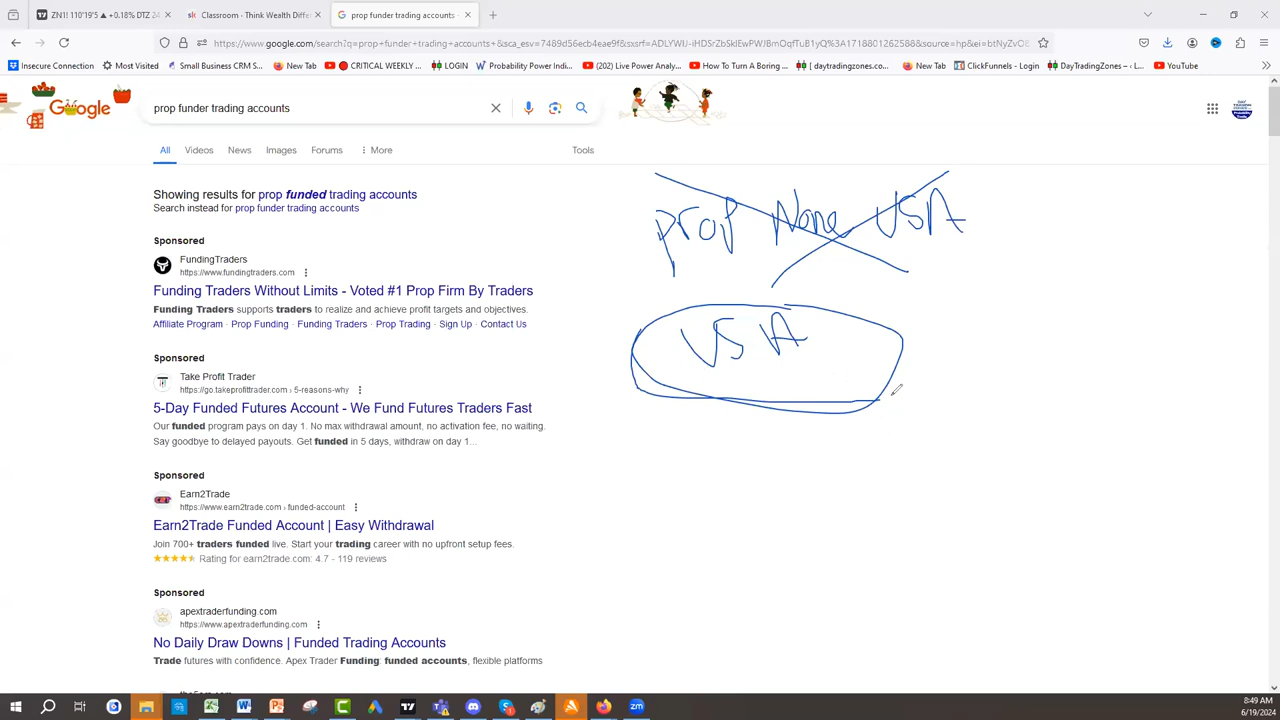 ZN1! 110'19'5 ▲ +0.18% DTZ 24
Classroom - Think Wealth Diffe
prop funder trading accounts -
Insecure Connection
Most Visited
Small Business CRM S...
New Tab
CRITICAL WEEKLY ...
LOGIN
Probability Power Indi...
(202) Live Power Analy...
New Tab
How To Turn A Boring ...
{ daytradingzones.co...
New Tab
ClickFunnels - Login
DayTradingZones – ‹ L...
YouTube
Google
prop funder trading accounts
All
Videos
News
Images
Forums
More
Tools
Showing results for prop funded trading accounts
Search instead for prop funder trading accounts
Prop None USA
USA
Sponsored
FundingTraders
https://www.fundingtraders.com
Funding Traders Without Limits - Voted #1 Prop Firm By Traders
Funding Traders supports traders to realize and achieve profit targets and objectives.
Affiliate Program · Prop Funding · Funding Traders · Prop Trading · Sign Up · Contact Us
Sponsored
Take Profit Trader
https://go.takeprofittrader.com › 5-reasons-why
5-Day Funded Futures Account - We Fund Futures Traders Fast
Our funded program pays on day 1. No max withdrawal amount, no activation fee, no waiting.
Say goodbye to delayed payouts. Get funded in 5 days, withdraw on day 1...
Sponsored
Earn2Trade
https://www.earn2trade.com › funded-account
Earn2Trade Funded Account | Easy Withdrawal
Join 700+ traders funded live. Start your trading career with no upfront setup fees.
Rating for earn2trade.com: 4.7 - 119 reviews
Sponsored
apextraderfunding.com
https://www.apextraderfunding.com
No Daily Draw Downs | Funded Trading Accounts
Trade futures with confidence. Apex Trader Funding: funded accounts, flexible platforms
8:49 AM
6/19/2024